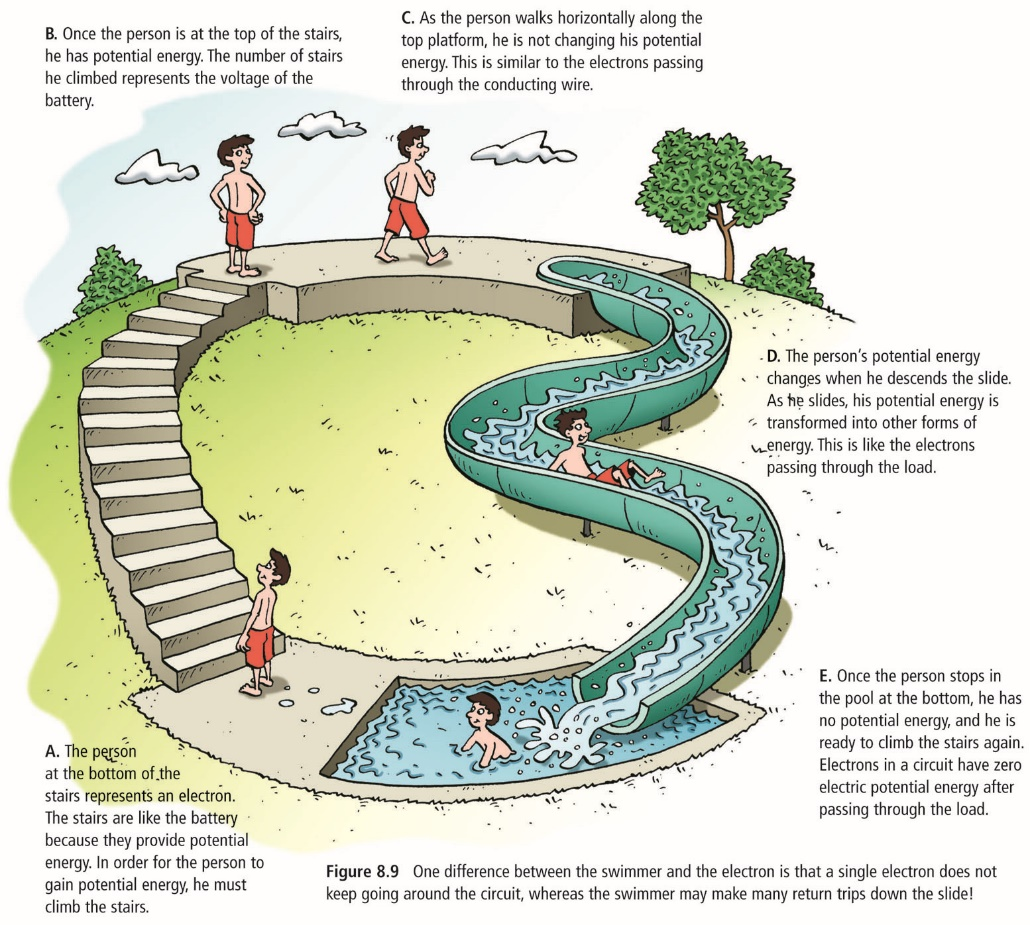 B. Once the person is at the top of the stairs,
he has potential energy. The number of stairs
he climbed represents the voltage of the
battery.
C. As the person walks horizontally along the
top platform, he is not changing his potential
energy. This is similar to the electrons passing
through the conducting wire.
D. The person's potential energy
changes when he descends the slide.
As he slides, his potential energy is
transformed into other forms of
energy. This is like the electrons
passing through the load.
E. Once the person stops in
the pool at the bottom, he has
no potential energy, and he is
ready to climb the stairs again.
Electrons in a circuit have zero
electric potential energy after
passing through the load.
A. The person
at the bottom of the
stairs represents an electron.
The stairs are like the battery
because they provide potential
energy. In order for the person to
gain potential energy, he must
climb the stairs.
Figure 8.9 One difference between the swimmer and the electron is that a single electron does not
keep going around the circuit, whereas the swimmer may make many return trips down the slide!